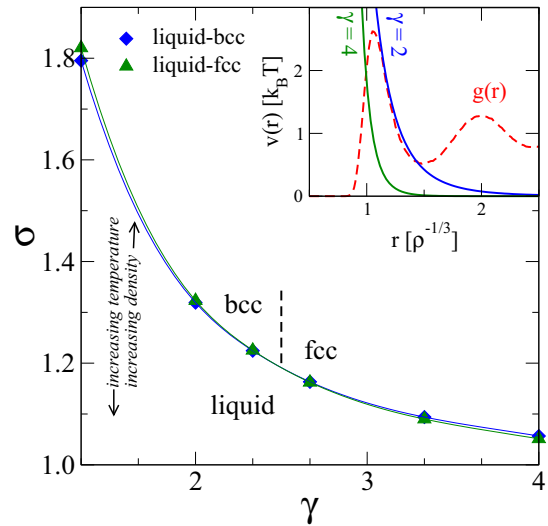 liquid-bcc
liquid-fcc
1.8
1.6
1.4
1.2
1.0
σ
increasing temperature
increasing density
bcc
fcc
liquid
2
3
4
γ
v(r) [k_BT]
2
1
0
γ = 4
γ = 2
g(r)
1
2
r [ρ^{-1/3}]